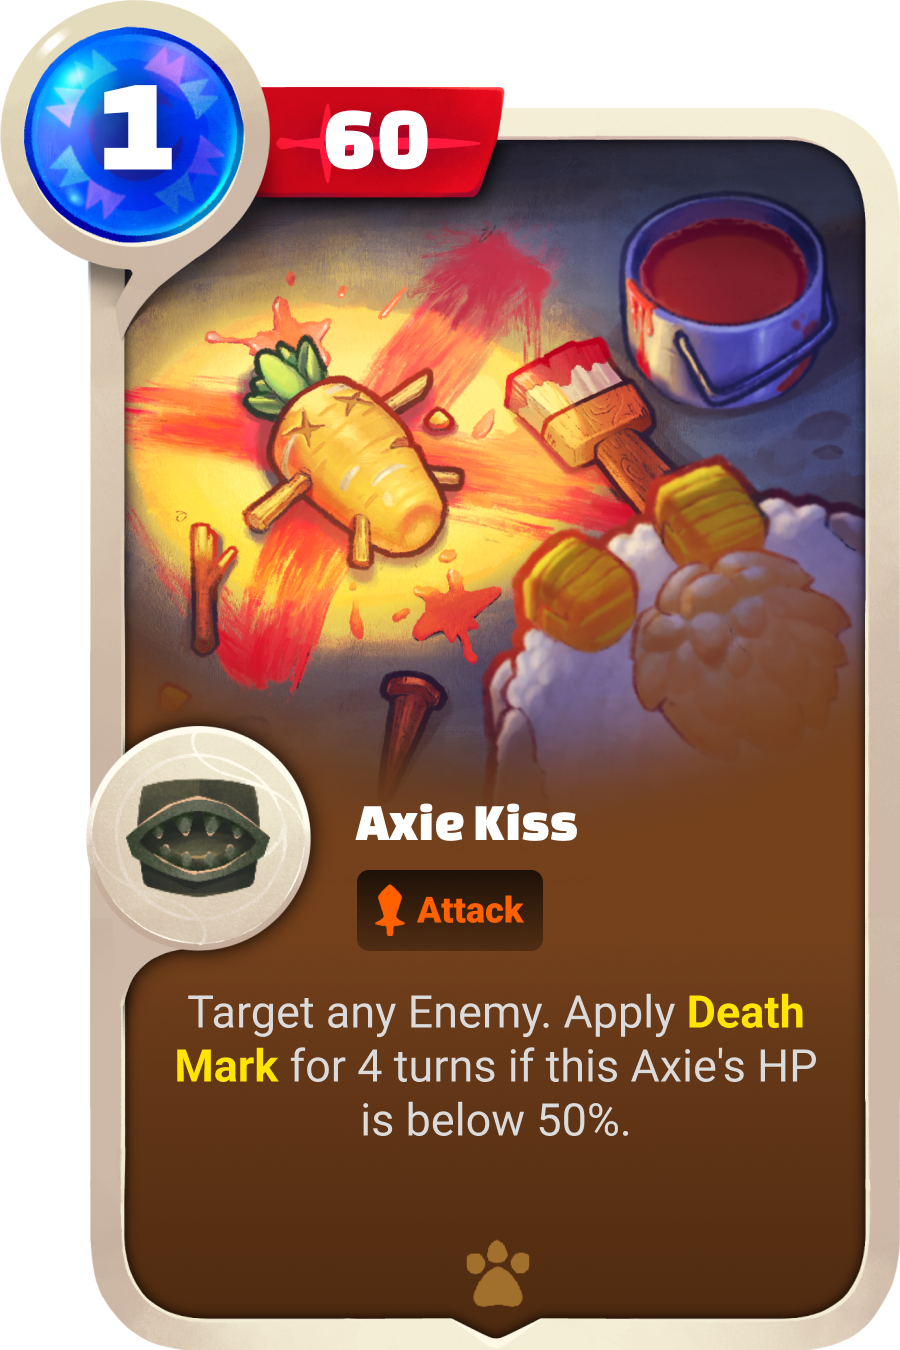 1
60
Axie Kiss
Attack
Target any Enemy. Apply Death
Mark for 4 turns if this Axie's HP
is below 50%.